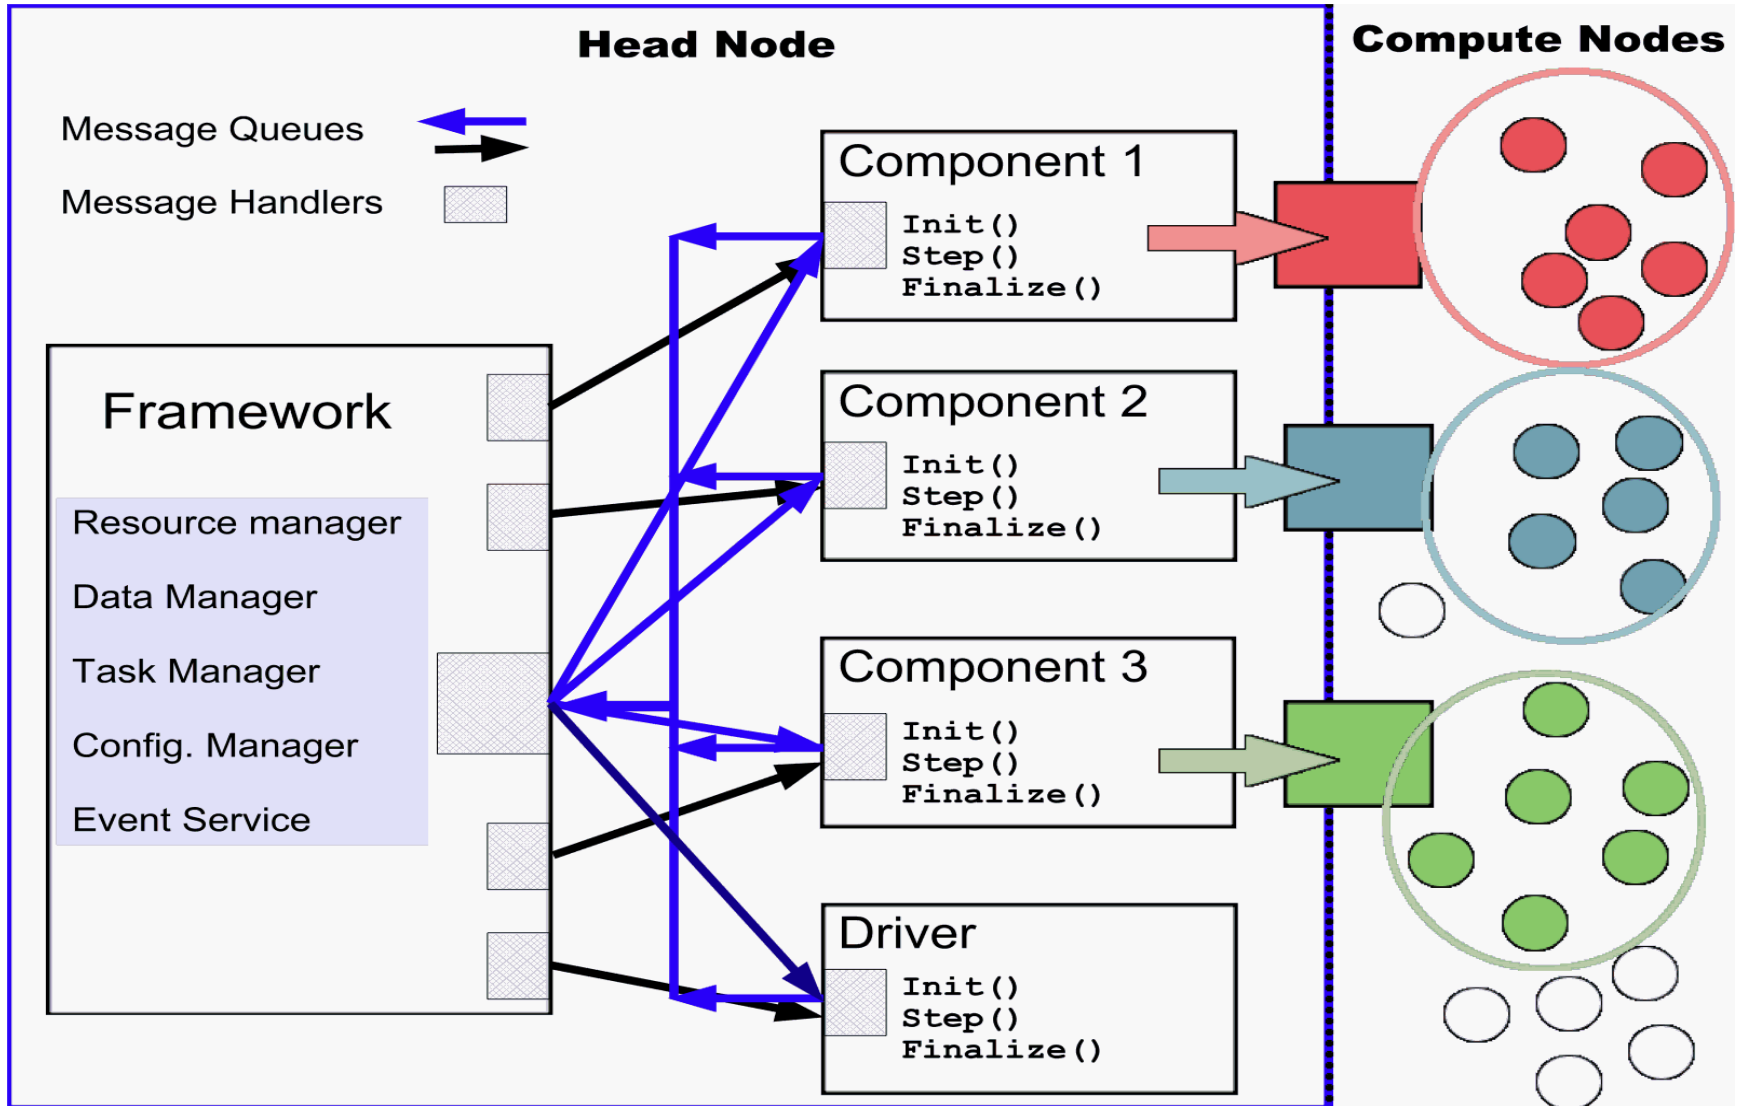 Head Node
Compute Nodes
Message Queues
Message Handlers
Framework
Resource manager
Data Manager
Task Manager
Config. Manager
Event Service
Component 1
Init()
Step()
Finalize()
Component 2
Init()
Step()
Finalize()
Component 3
Init()
Step()
Finalize()
Driver
Init()
Step()
Finalize()